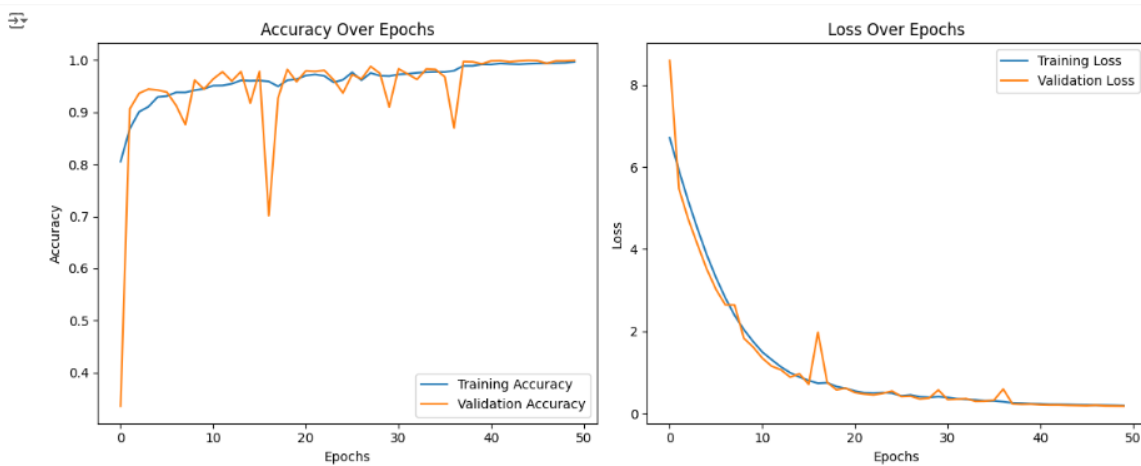 Accuracy Over Epochs
1.0
0.9
0.8
0.7
0.6
0.5
0.4
Accuracy
Training Accuracy
Validation Accuracy
0 10 20 30 40 50
Epochs
Loss Over Epochs
Training Loss
Validation Loss
8
6
4
2
0
Loss
0 10 20 30 40 50
Epochs